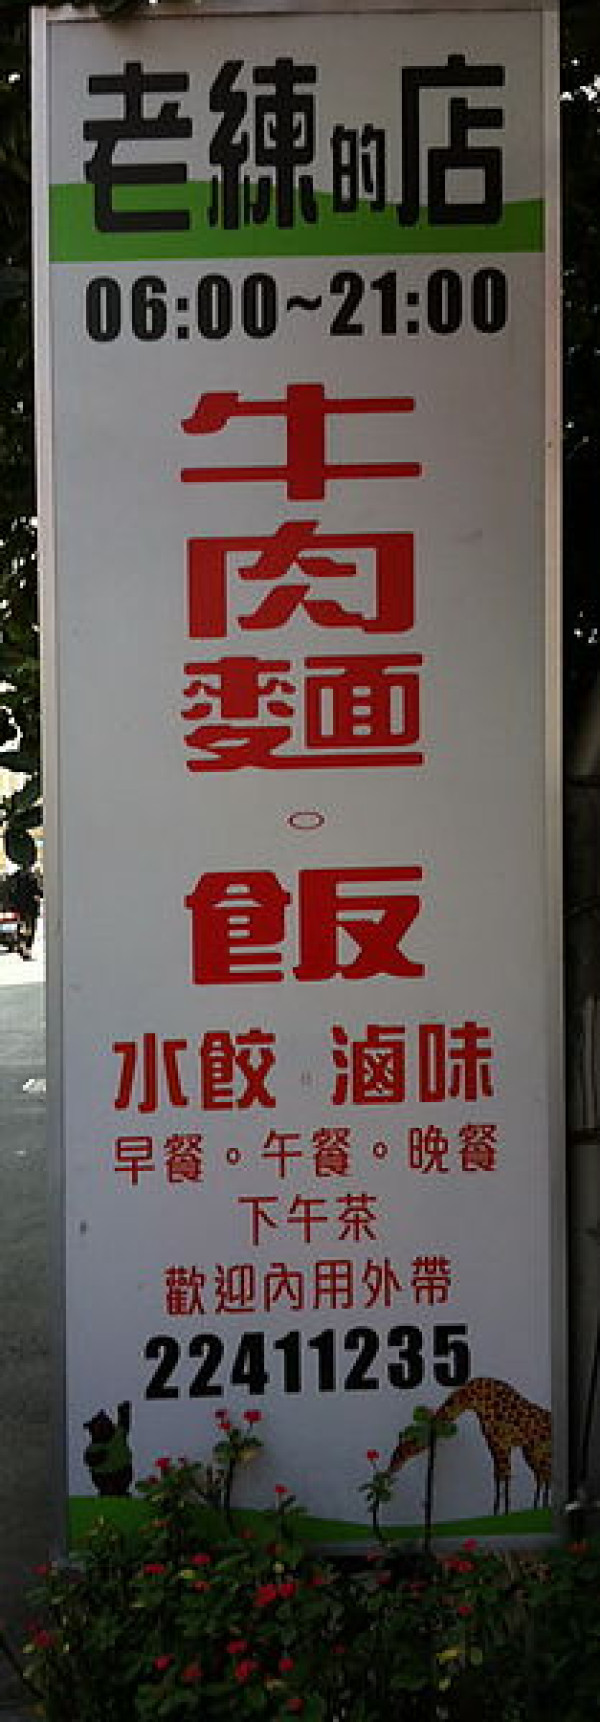 老練的店
06:00~21:00
牛肉麵。飯
水餃 滷味
早餐。午餐。晚餐
下午茶
歡迎內用外帶
22411235